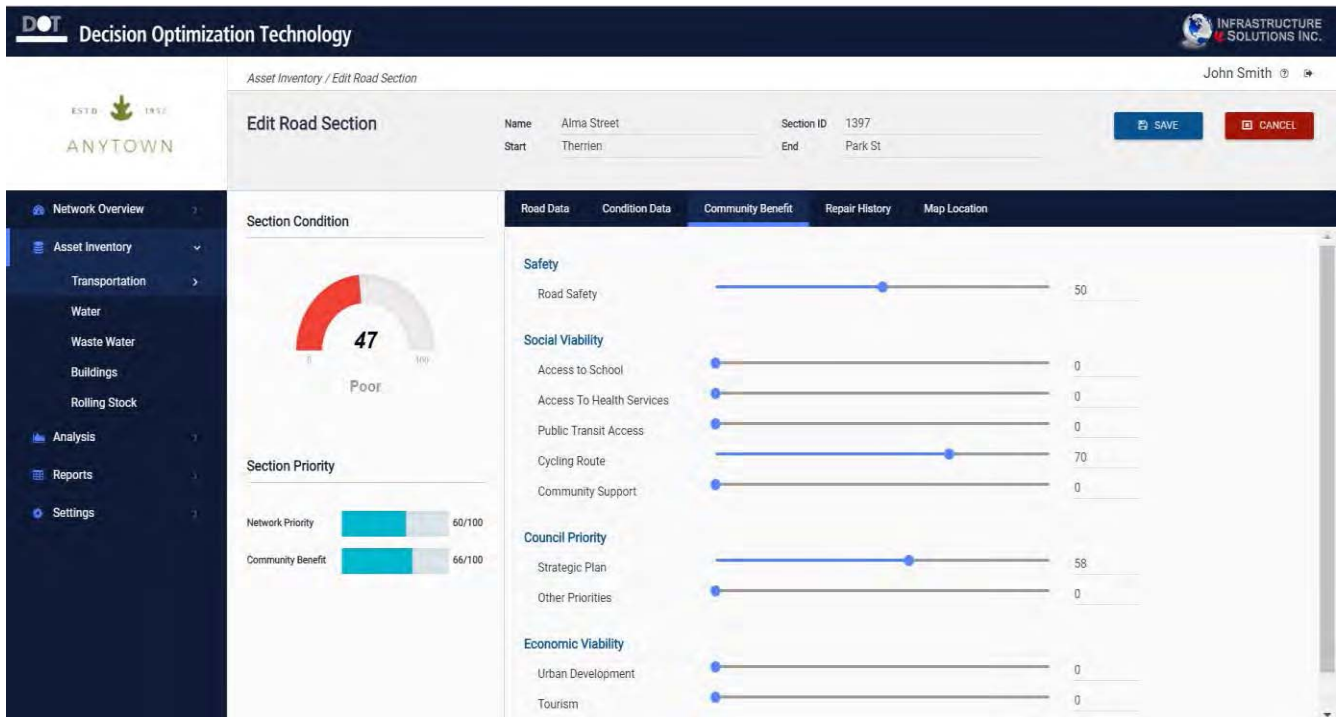 DOT Decision Optimization Technology
INFRASTRUCTURE
SOLUTIONS INC.
Asset Inventory / Edit Road Section
John Smith
ESTD 1957
ANYTOWN
Edit Road Section
Name Alma Street Section ID 1397
Start Therrien End Park St
SAVE CANCEL
Network Overview
Asset Inventory
Transportation
Water
Waste Water
Buildings
Rolling Stock
Analysis
Reports
Settings
Section Condition
47
0 100
Poor
Section Priority
Network Priority 60/100
Community Benefit 66/100
Road Data Condition Data Community Benefit Repair History Map Location
Safety
Road Safety 50
Social Viability
Access to School 0
Access To Health Services 0
Public Transit Access 0
Cycling Route 70
Community Support 0
Council Priority
Strategic Plan 58
Other Priorities 0
Economic Viability
Urban Development 0
Tourism 0